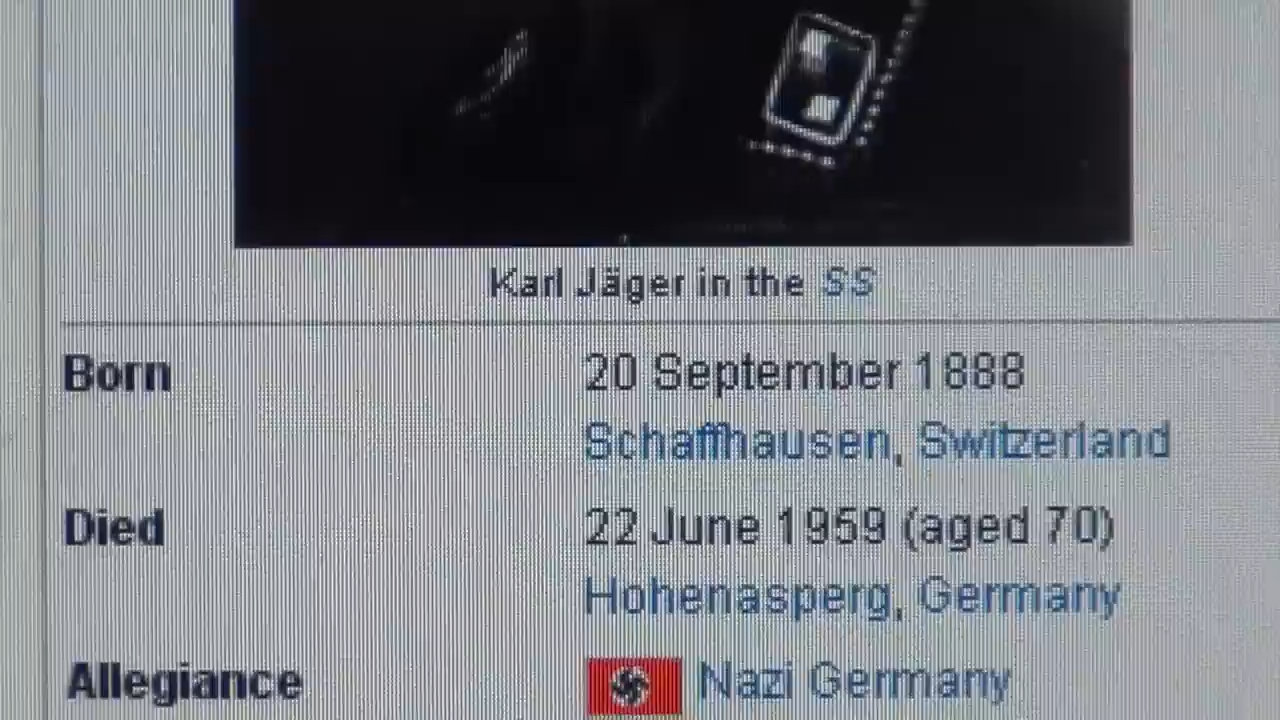 Karl Jäger in the SS
Born 20 September 1888
Schaffhausen, Switzerland
Died 22 June 1959 (aged 70)
Hohenasperg, Germany
Allegiance Nazi Germany